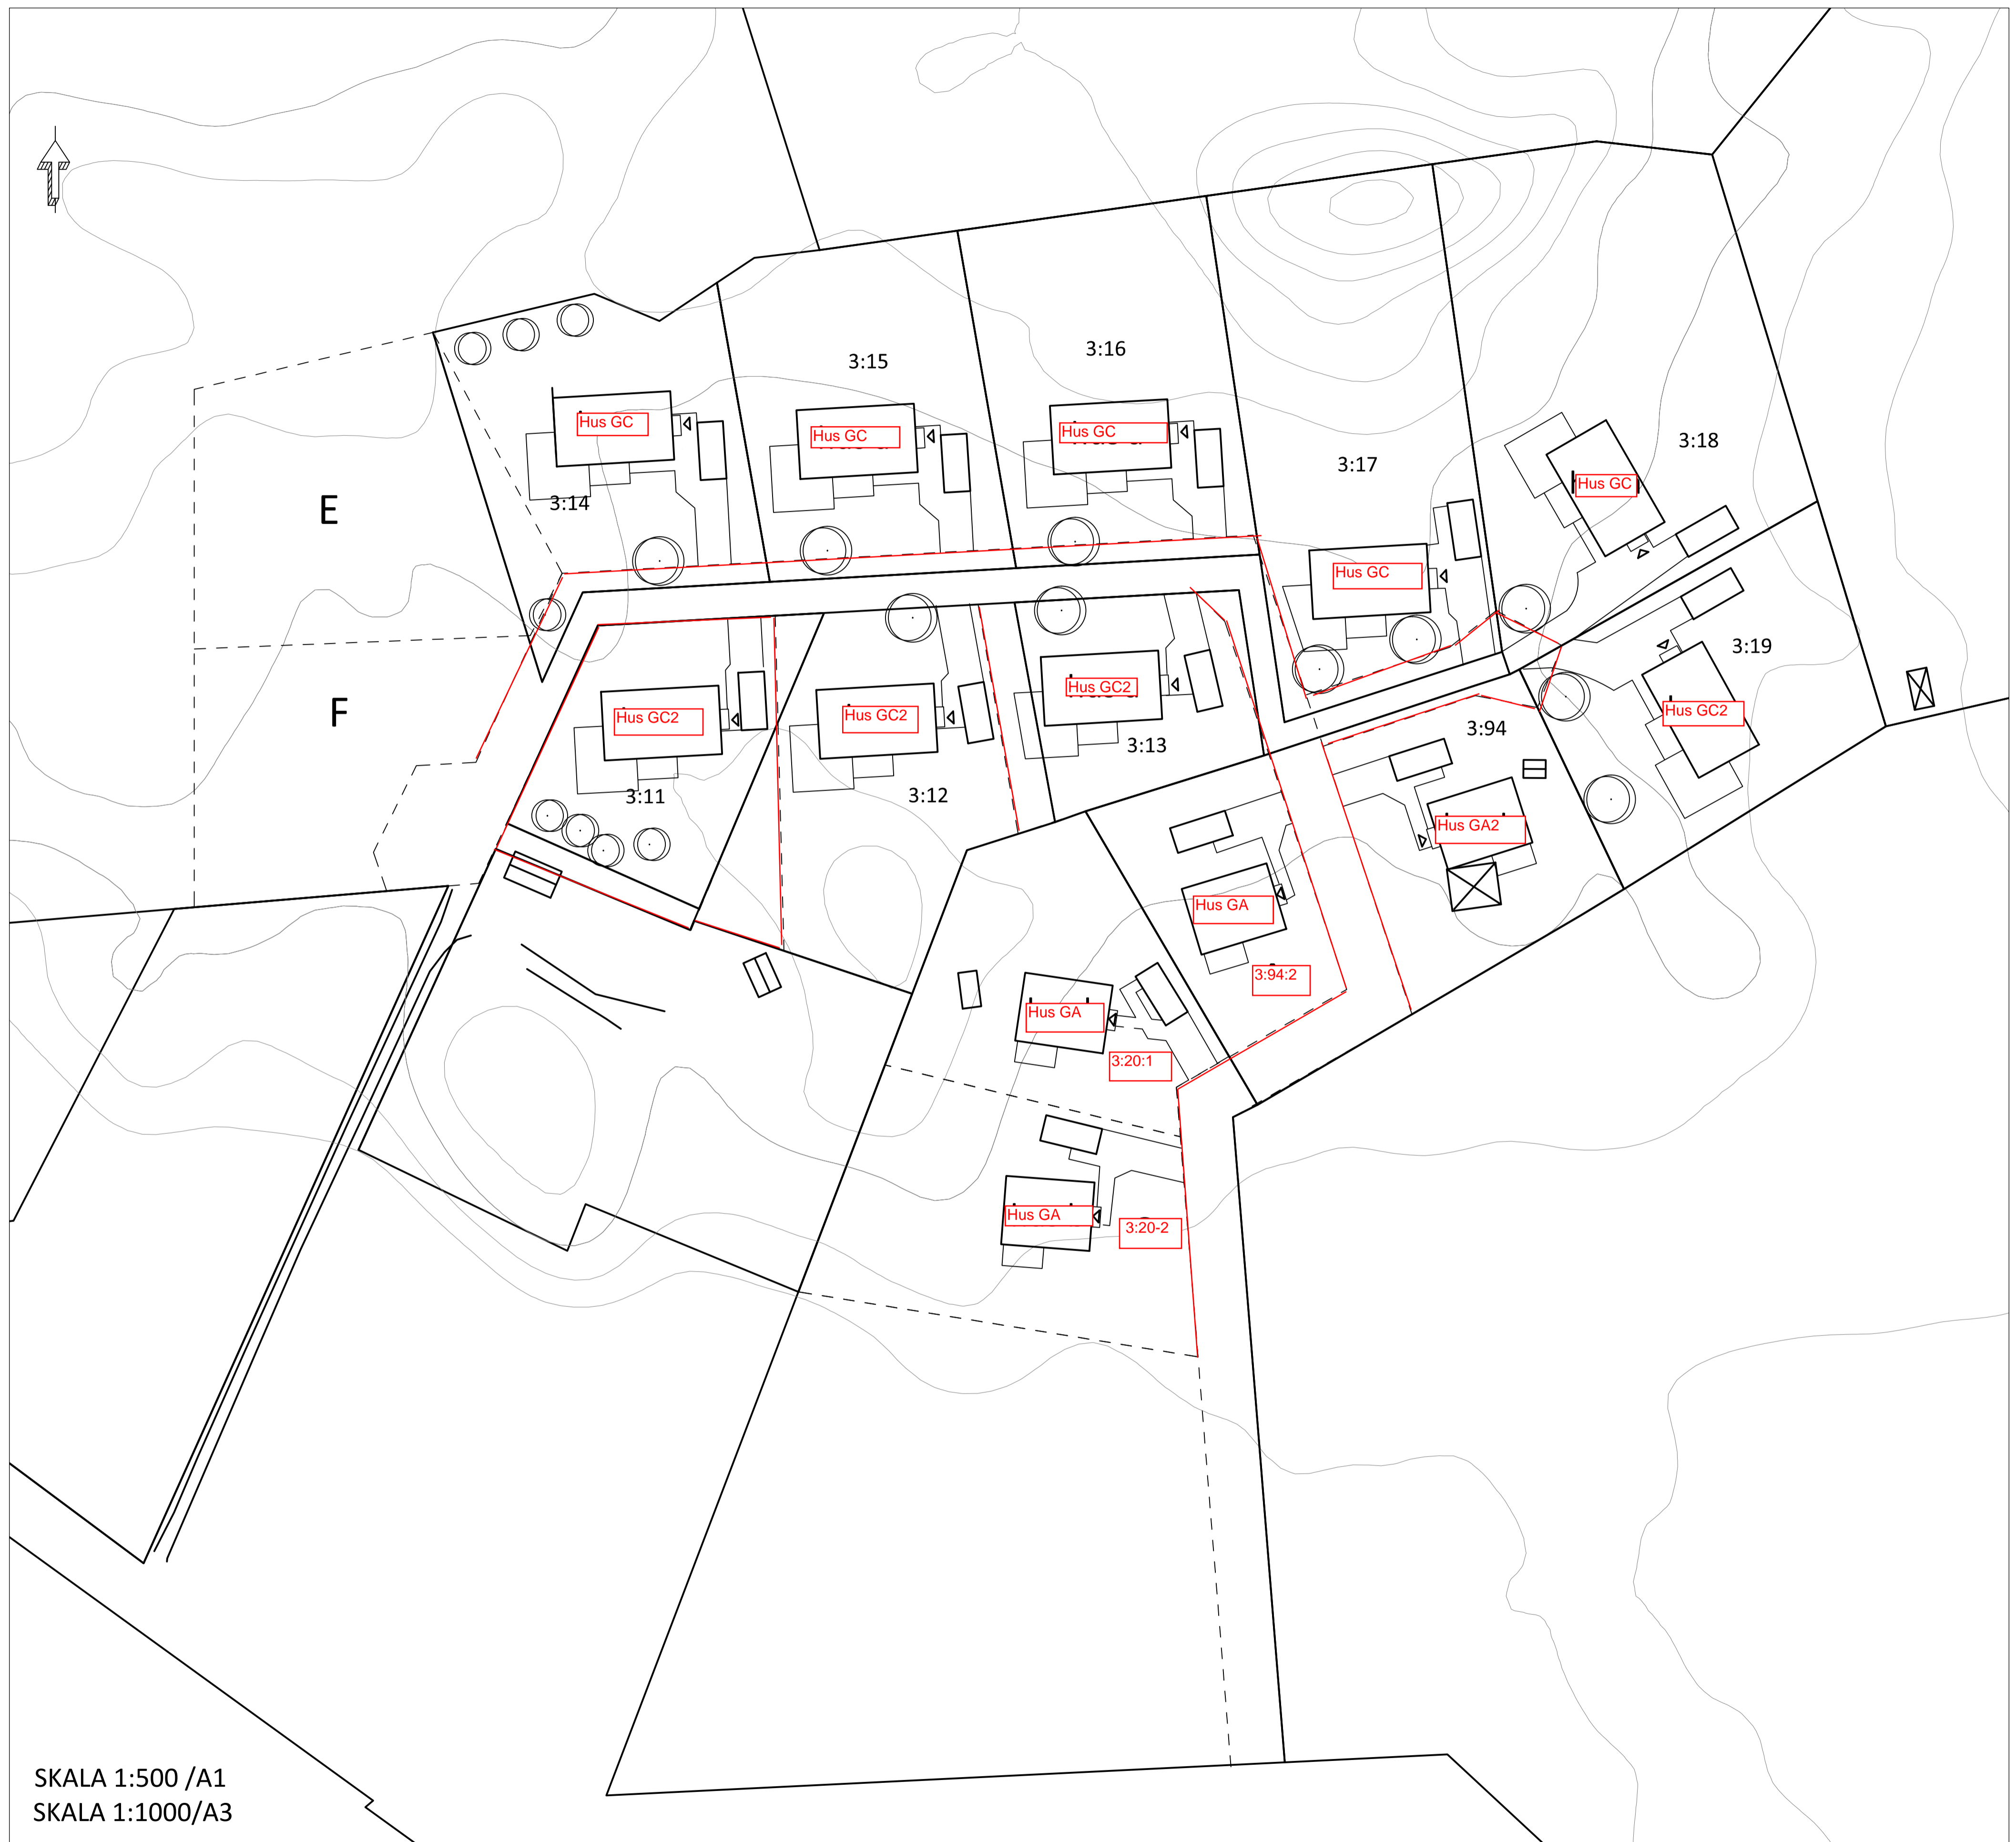 3:16
3:15
Hus GC
Hus GC
Hus GC
3:18
3:17
Hus GC
3:14
E
Hus GC
3:19
Hus GC2
F
Hus GC2
Hus GC2
Hus GC2
3:94
3:13
3:11
3:12
Hus GA2
Hus GA
3:94:2
Hus GA
3:20:1
Hus GA
3:20-2
SKALA 1:500 /A1
SKALA 1:1000/A3